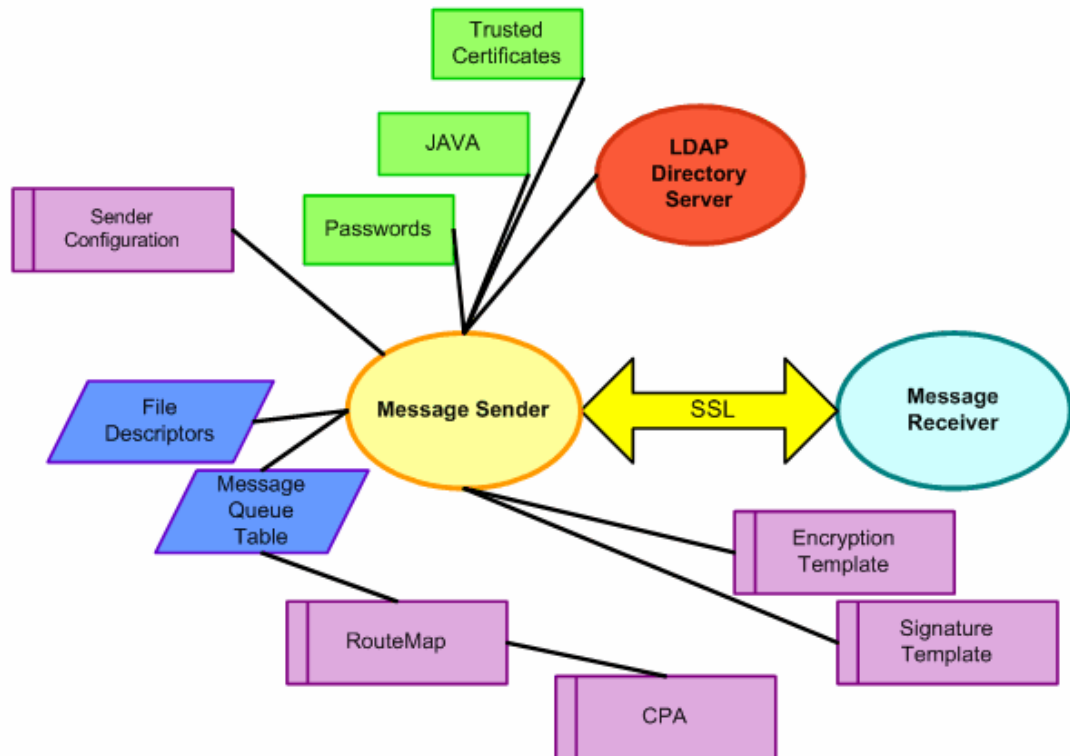 Trusted
Certificates
JAVA
LDAP
Directory
Server
Passwords
Sender
Configuration
Message Sender
SSL
Message
Receiver
File
Descriptors
Message
Queue
Table
Encryption
Template
RouteMap
Signature
Template
CPA